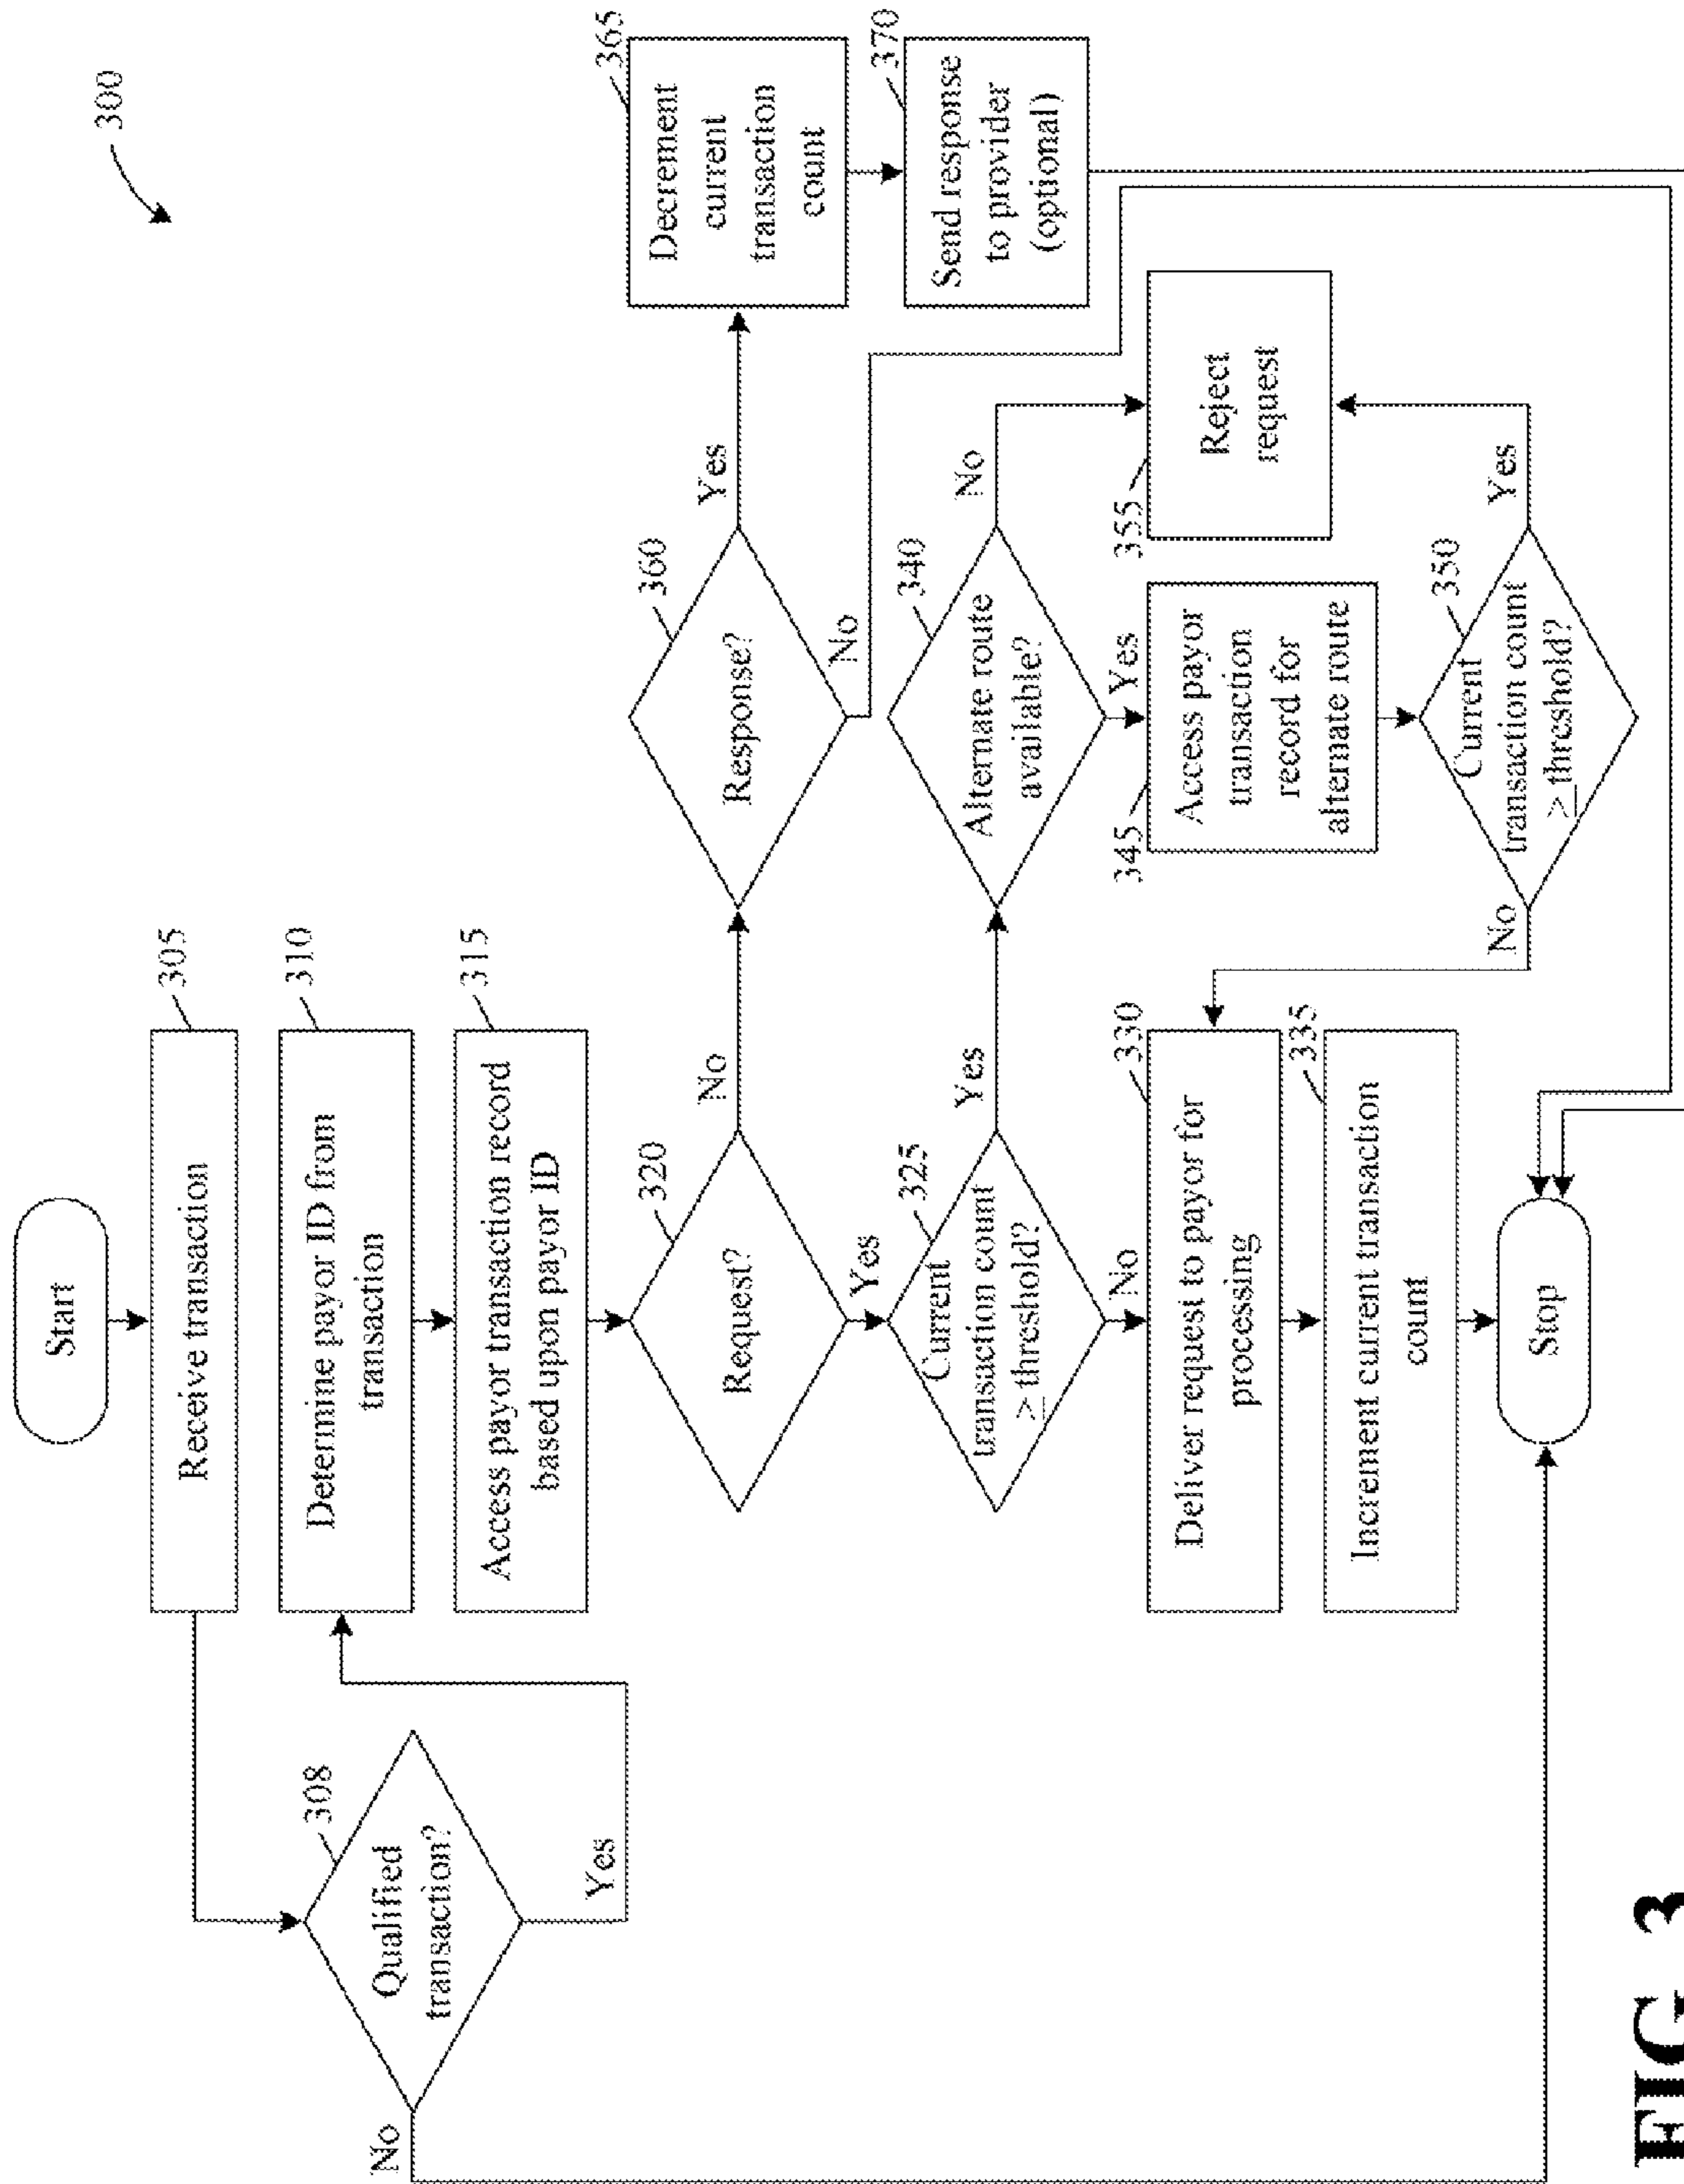 300
Start
Receive transaction
305
Qualified
transaction?
308
No
Yes
Determine payor ID from
transaction
310
Access payor transaction record
based upon payor ID
315
Request?
320
No
Yes
Response?
360
Yes
No
Decrement
current
transaction
count
365
Send response
to provider
(optional)
370
Current
transaction count
≥ threshold?
325
Yes
No
Alternate route
available?
340
No
Yes
Access payor
transaction
record for
alternate route
345
Reject
request
355
Current
transaction count
≥ threshold?
350
Yes
No
Deliver request to payor for
processing
330
Increment current transaction
count
335
Stop
FIG. 3